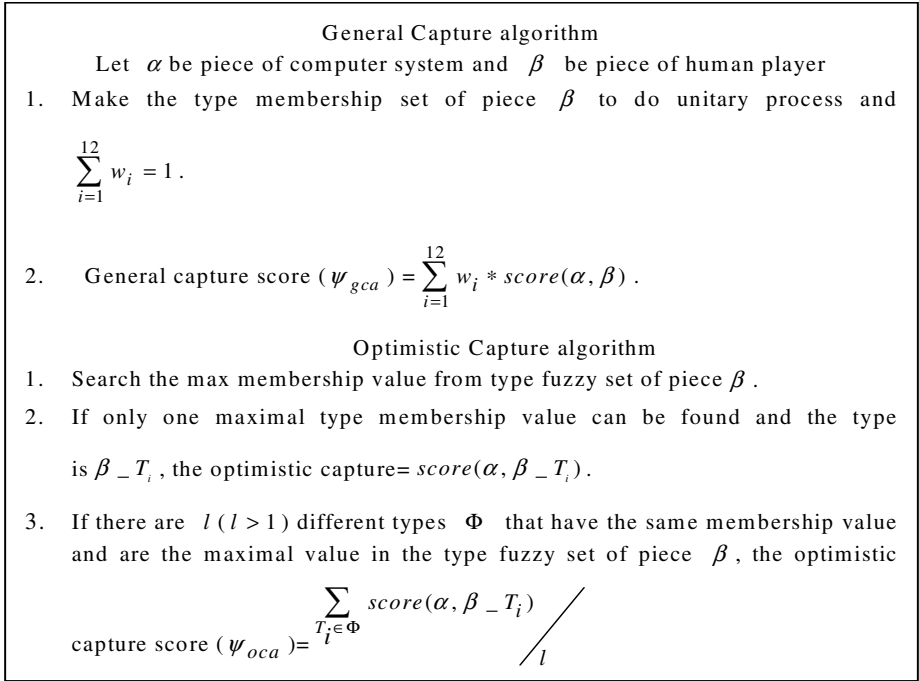 General Capture algorithm
Let α be piece of computer system and β be piece of human player
1. Make the type membership set of piece β to do unitary process and
∑_{i=1}^{12} w_i = 1 .
2. General capture score ( ψ_{gca} ) = ∑_{i=1}^{12} w_i * score(α, β) .
Optimistic Capture algorithm
1. Search the max membership value from type fuzzy set of piece β .
2. If only one maximal type membership value can be found and the type
is β _ T_i , the optimistic capture= score(α, β _ T_i) .
3. If there are l ( l > 1 ) different types Φ that have the same membership value
and are the maximal value in the type fuzzy set of piece β , the optimistic
capture score ( ψ_{oca} )= ∑_{T_i ∈ Φ} score(α, β _ T_i) / l